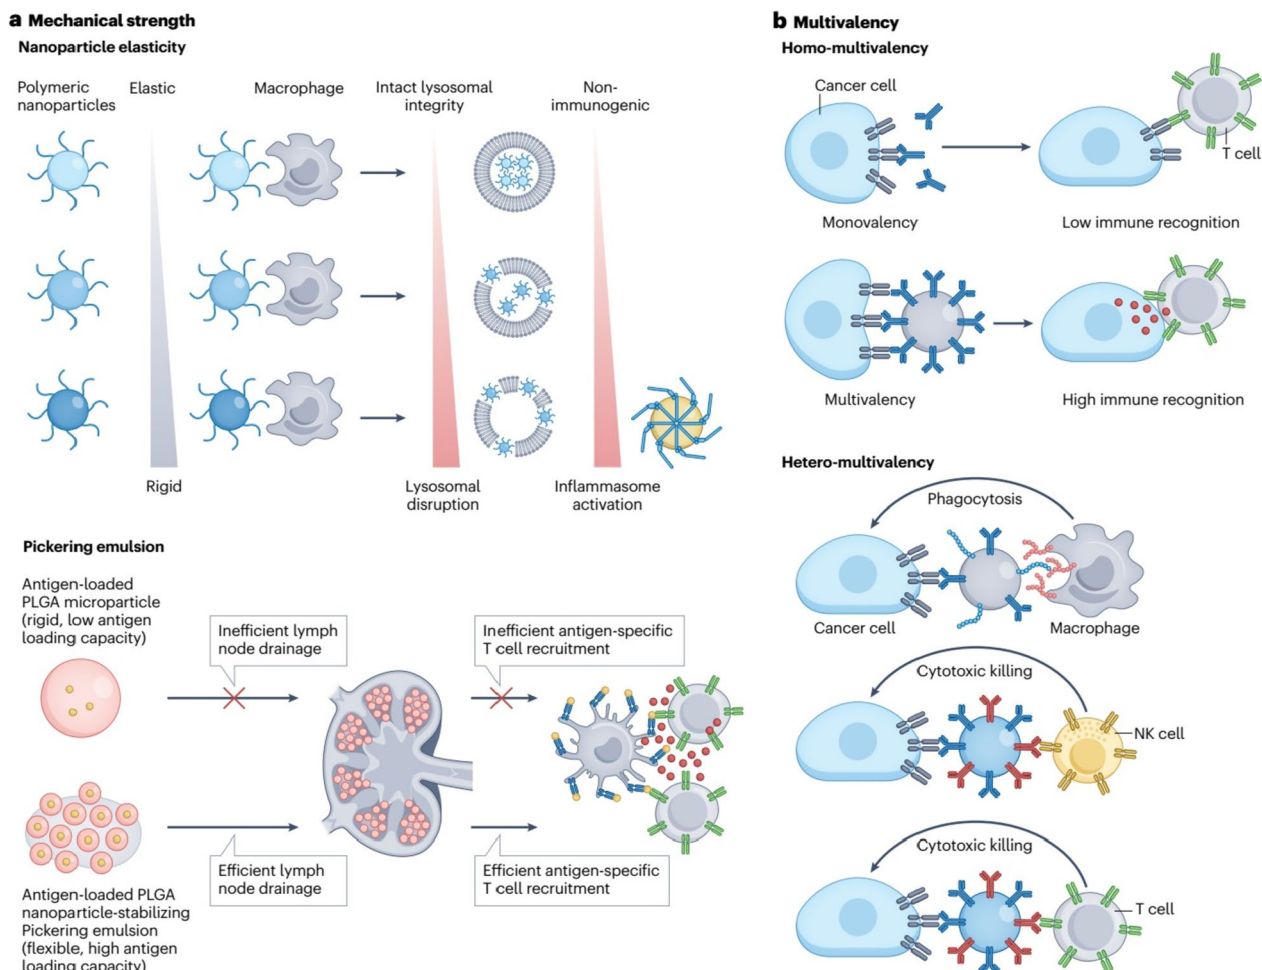 a Mechanical strength
Nanoparticle elasticity
Polymeric
nanoparticles
Elastic
Macrophage
Intact lysosomal
integrity
Non-
immunogenic
Rigid
Lysosomal
disruption
Inflammasome
activation
Pickering emulsion
Antigen-loaded
PLGA microparticle
(rigid, low antigen
loading capacity)
Inefficient lymph
node drainage
Inefficient antigen-specific
T cell recruitment
Efficient lymph
node drainage
Efficient antigen-specific
T cell recruitment
Antigen-loaded PLGA
nanoparticle-stabilizing
Pickering emulsion
(flexible, high antigen
loading capacity)
b Multivalency
Homo-multivalency
Cancer cell
T cell
Monovalency
Low immune recognition
Multivalency
High immune recognition
Hetero-multivalency
Phagocytosis
Cancer cell
Macrophage
Cytotoxic killing
NK cell
Cytotoxic killing
T cell